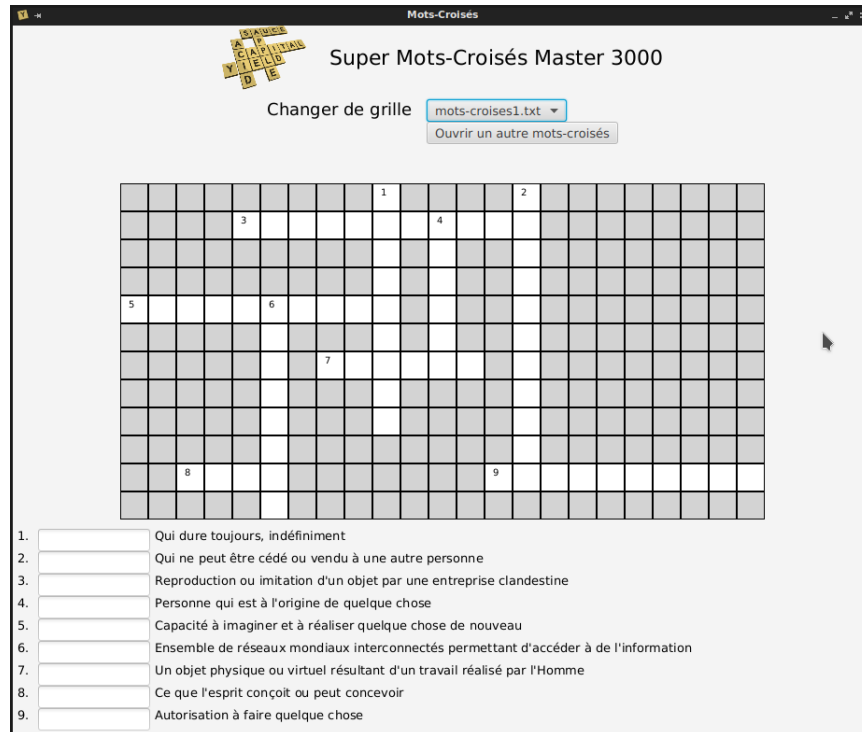 Mots-Croisés
SAUCE
CAPITAL
YIELD
Super Mots-Croisés Master 3000
Changer de grille mots-croises1.txt
Ouvrir un autre mots-croisés
1 2
3 4
5 6
7
8 9
1. Qui dure toujours, indéfiniment
2. Qui ne peut être cédé ou vendu à une autre personne
3. Reproduction ou imitation d'un objet par une entreprise clandestine
4. Personne qui est à l'origine de quelque chose
5. Capacité à imaginer et à réaliser quelque chose de nouveau
6. Ensemble de réseaux mondiaux interconnectés permettant d'accéder à de l'information
7. Un objet physique ou virtuel résultant d'un travail réalisé par l'Homme
8. Ce que l'esprit conçoit ou peut concevoir
9. Autorisation à faire quelque chose